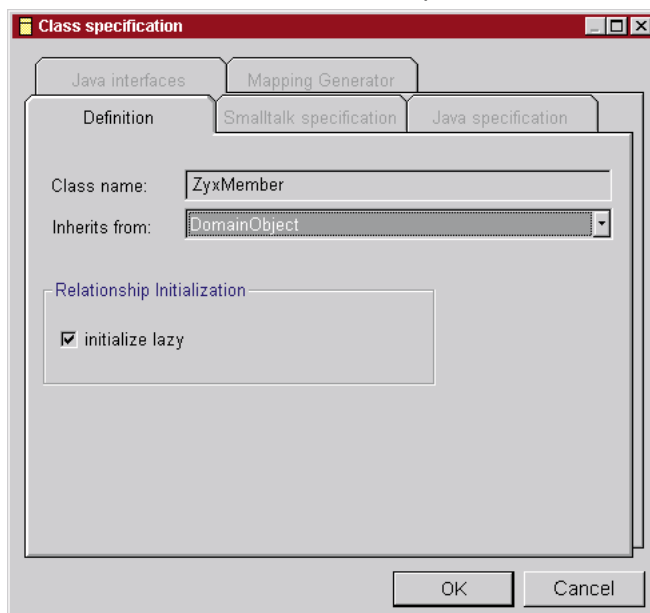 Class specification
Java interfaces Mapping Generator
Definition Smalltalk specification Java specification
Class name: ZyxMember
Inherits from: DomainObject
Relationship Initialization
initialize lazy
OK Cancel